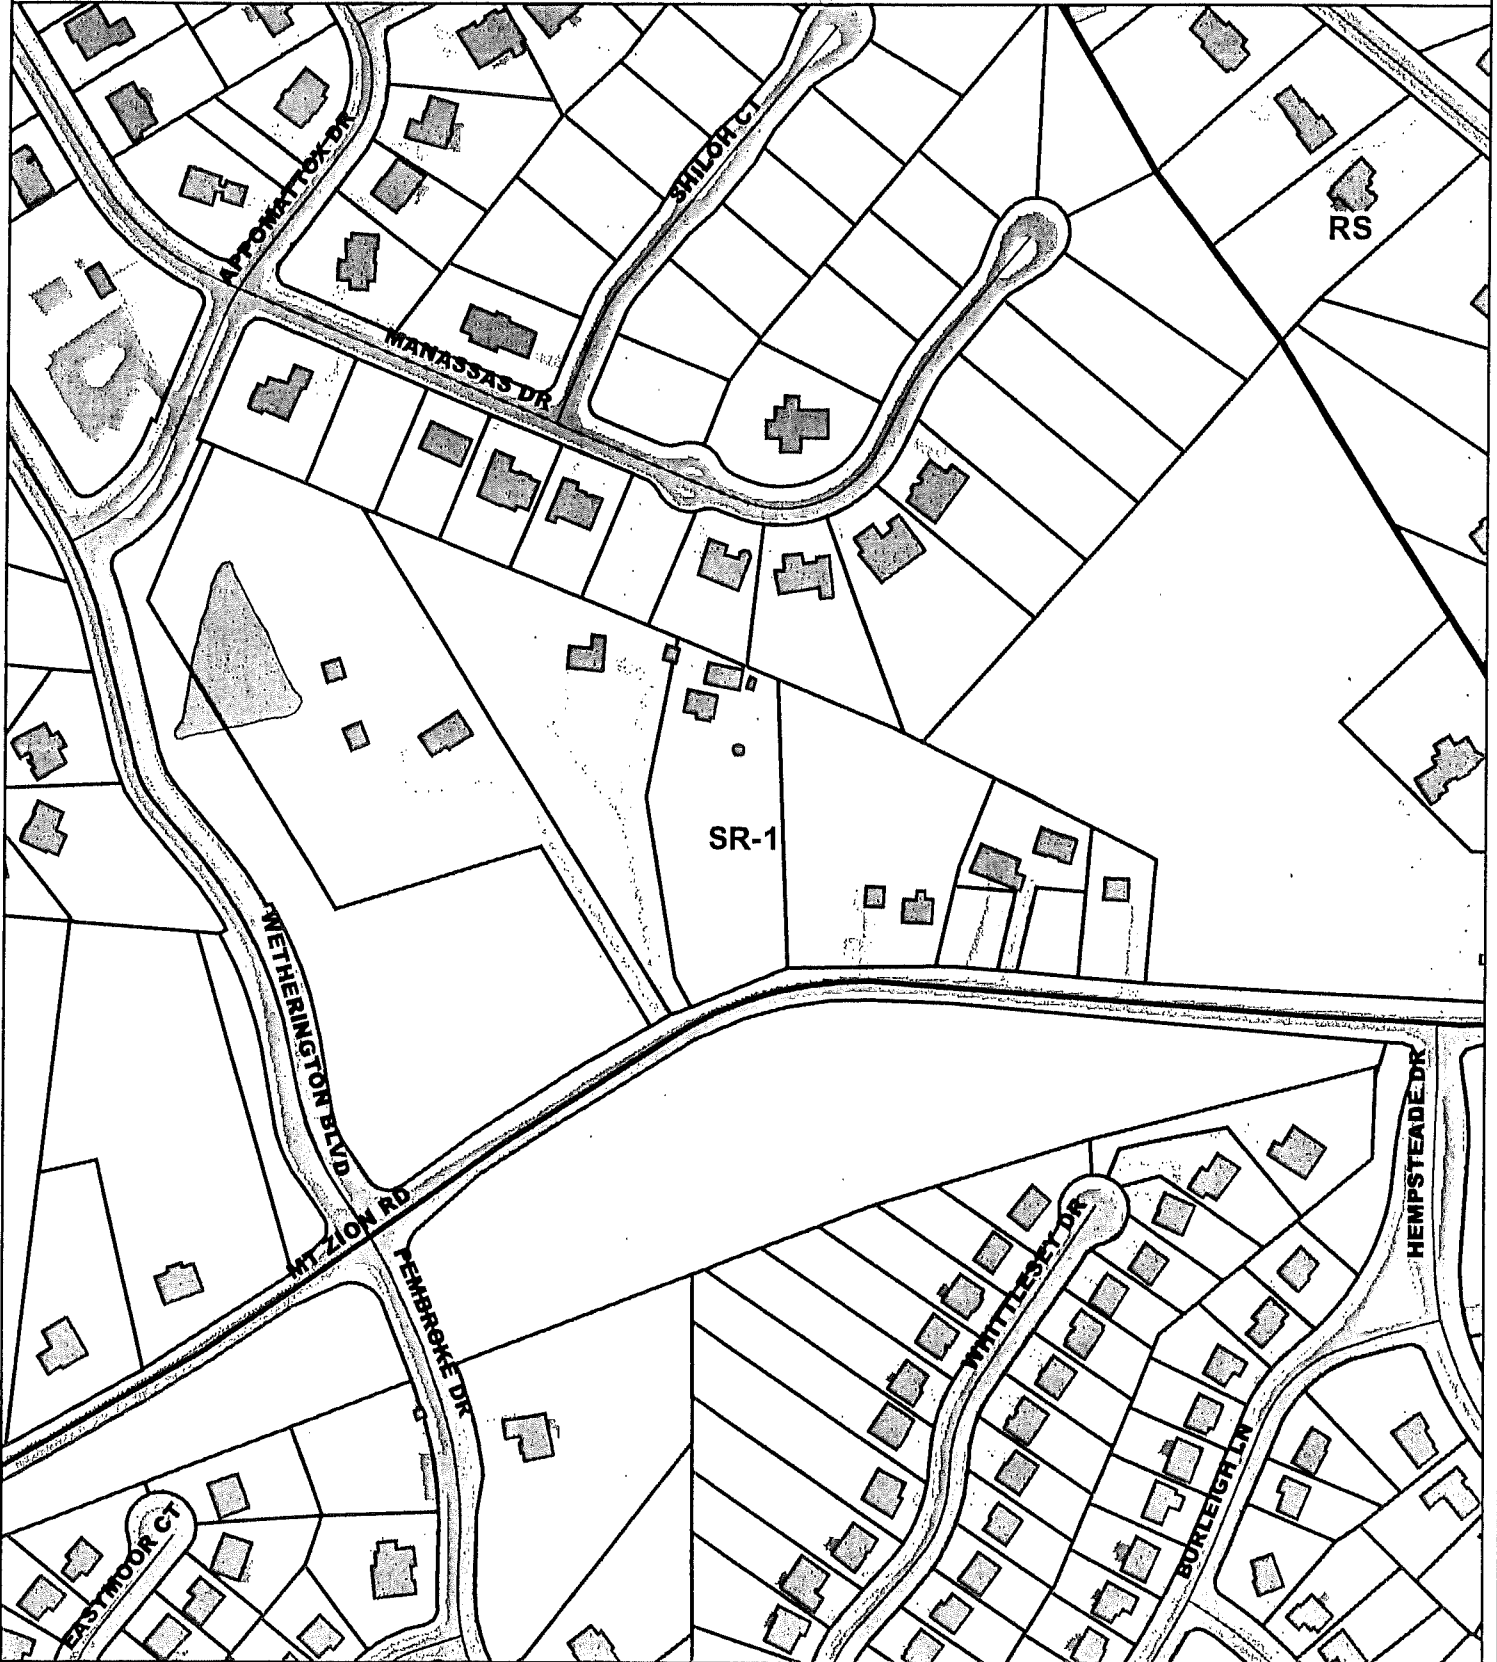 SHILOH CT
APPOMATTOX DR
RS
MANASSAS DR
SR-1
WETHERINGTON BLVD
HEMPSTEADE DR
MT ZION RD
WHITTLESEY DR
PEMBROKE DR
BURLEIGH LN
EASYMOOR CT